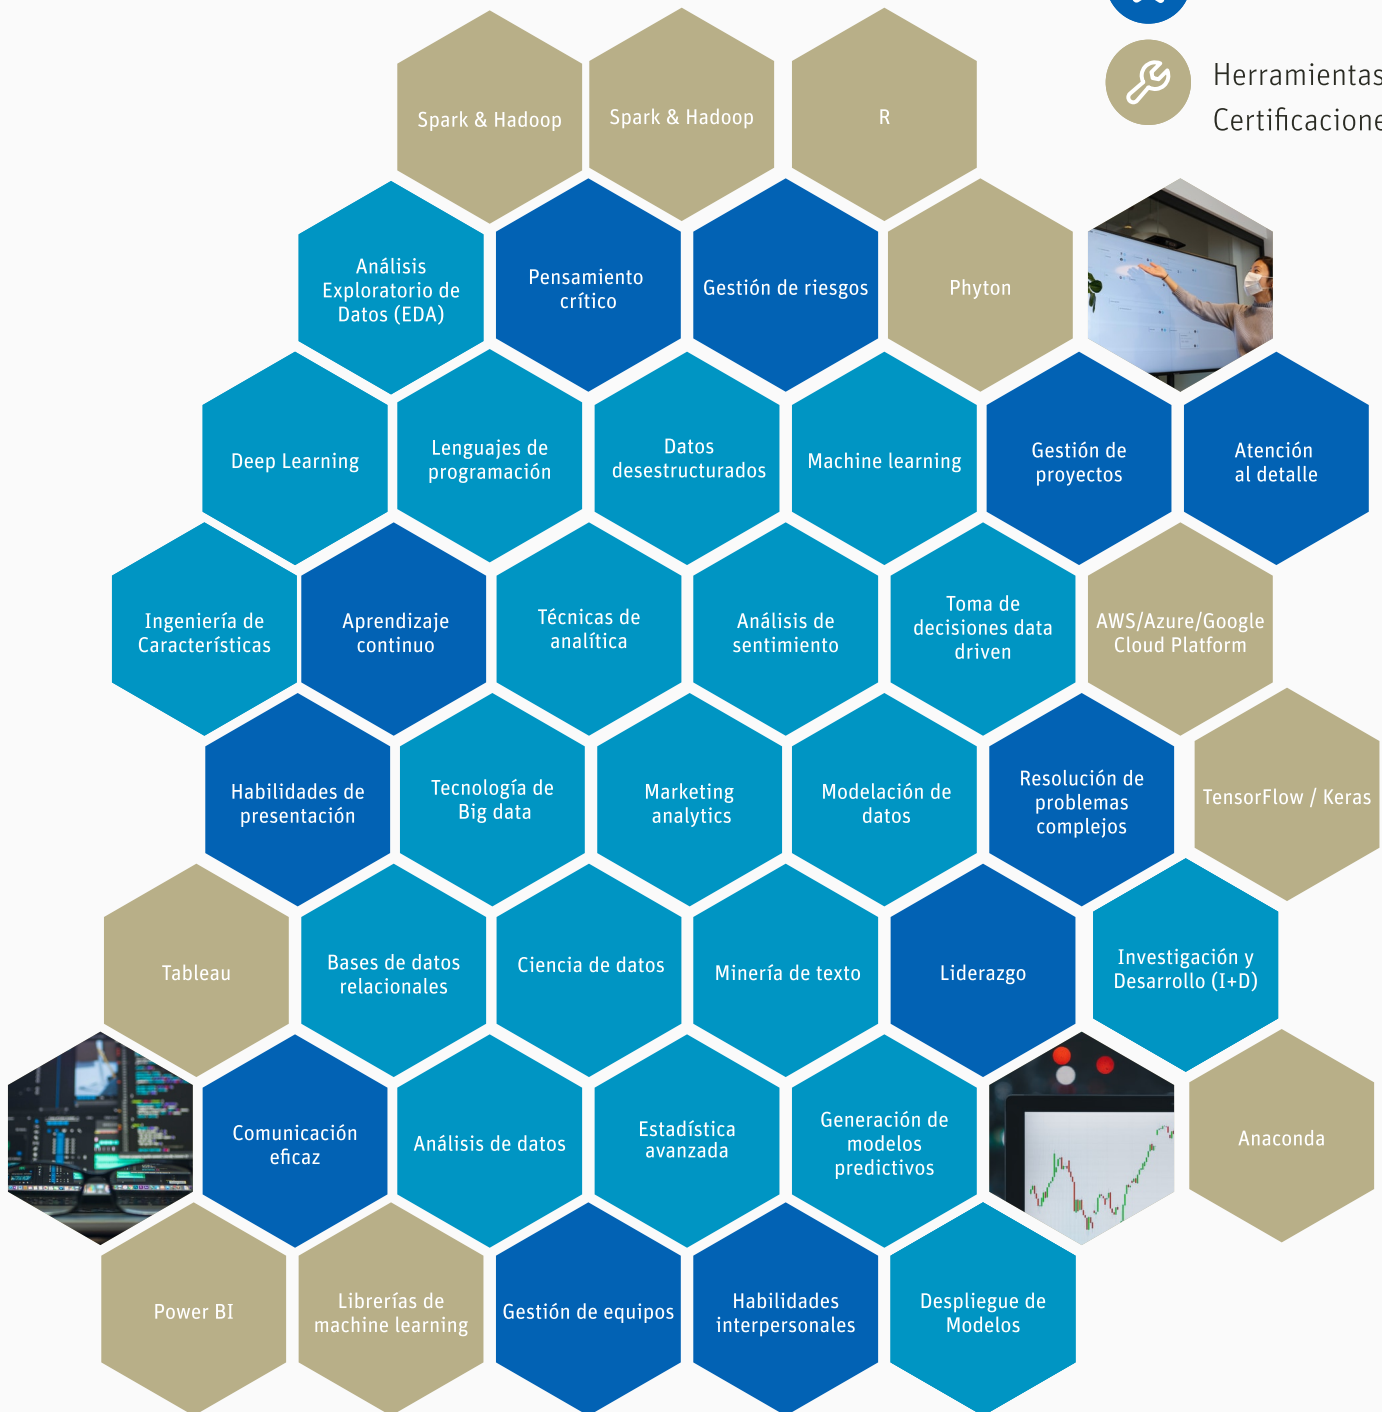 Herramientas
Certificacione
Spark & Hadoop
Spark & Hadoop
R
Análisis
Exploratorio de
Datos (EDA)
Pensamiento
crítico
Gestión de riesgos
Phyton
Deep Learning
Lenguajes de
programación
Datos
desestructurados
Machine learning
Gestión de
proyectos
Atención
al detalle
Ingeniería de
Características
Aprendizaje
continuo
Técnicas de
analítica
Análisis de
sentimiento
Toma de
decisiones data
driven
AWS/Azure/Google
Cloud Platform
Habilidades de
presentación
Tecnología de
Big data
Marketing
analytics
Modelación de
datos
Resolución de
problemas
complejos
TensorFlow / Keras
Tableau
Bases de datos
relacionales
Ciencia de datos
Minería de texto
Liderazgo
Investigación y
Desarrollo (I+D)
Comunicación
eficaz
Análisis de datos
Estadística
avanzada
Generación de
modelos
predictivos
Anaconda
Power BI
Librerías de
machine learning
Gestión de equipos
Habilidades
interpersonales
Despliegue de
Modelos